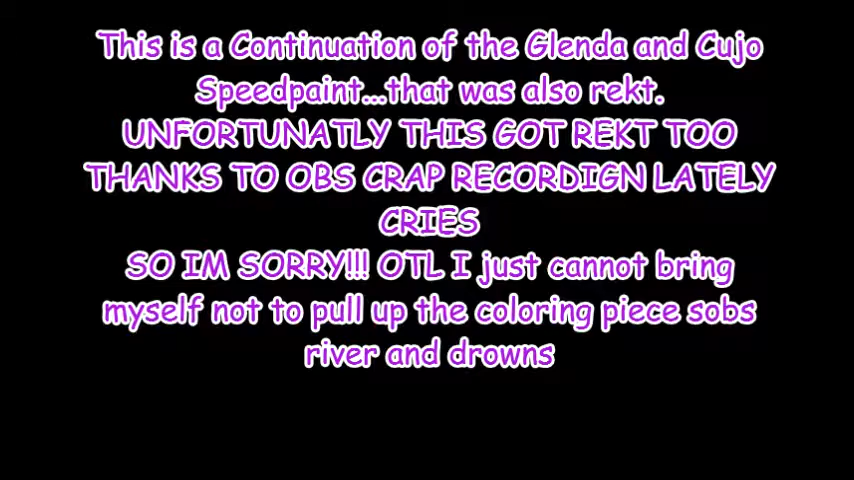 This is a Continuation of the Glenda and Cujo
Speedpaint...that was also rekt.
UNFORTUNATLY THIS GOT REKT TOO
THANKS TO OBS CRAP RECORDIGN LATELY
CRIES
SO IM SORRY!!! OTL I just cannot bring
myself not to pull up the coloring piece sobs
river and drowns